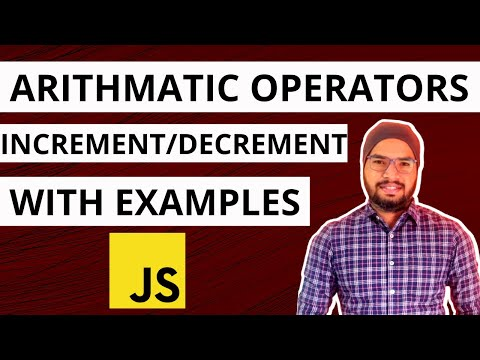 ARITHMATIC OPERATORS
INCREMENT/DECREMENT
WITH EXAMPLES
JS